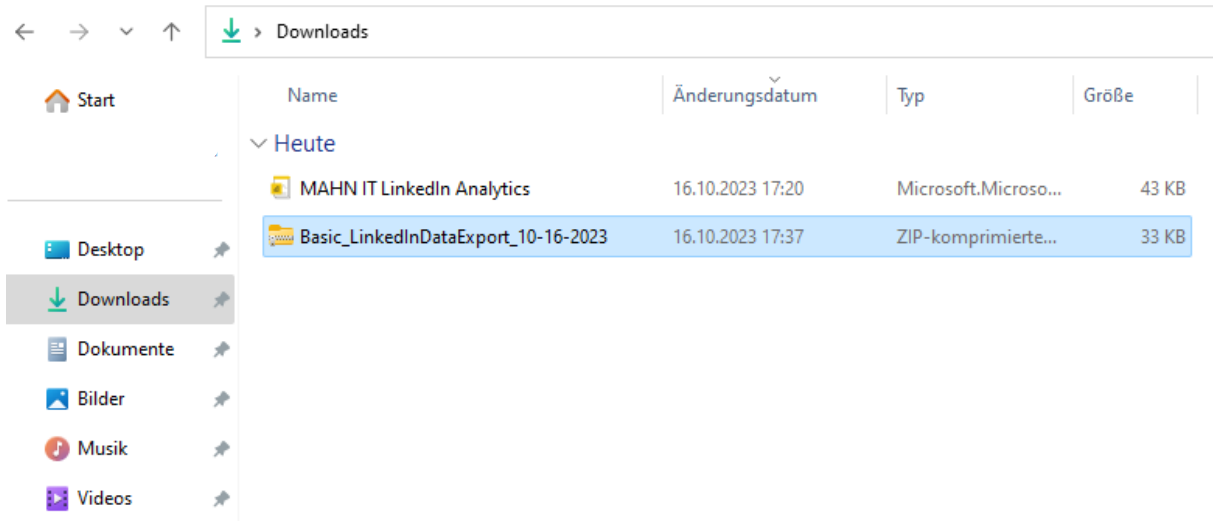 Downloads
Start
Name Änderungsdatum Typ Größe
Heute
MAHN IT LinkedIn Analytics 16.10.2023 17:20 Microsoft.Microso... 43 KB
Basic_LinkedInDataExport_10-16-2023 16.10.2023 17:37 ZIP-komprimierte... 33 KB
Desktop
Downloads
Dokumente
Bilder
Musik
Videos